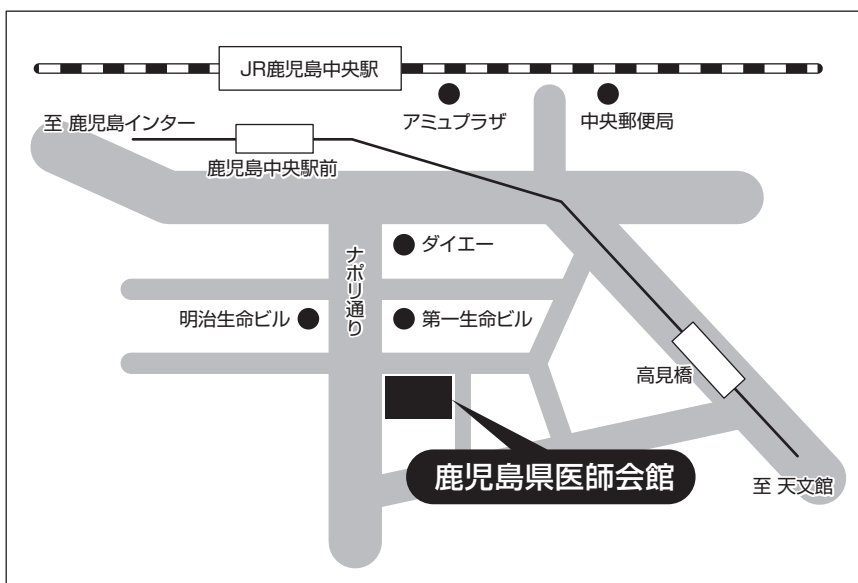 JR鹿児島中央駅
アミュプラザ
中央郵便局
至 鹿児島インター
鹿児島中央駅前
ダイエー
ナポリ通り
明治生命ビル
第一生命ビル
高見橋
鹿児島県医師会館
至 天文館